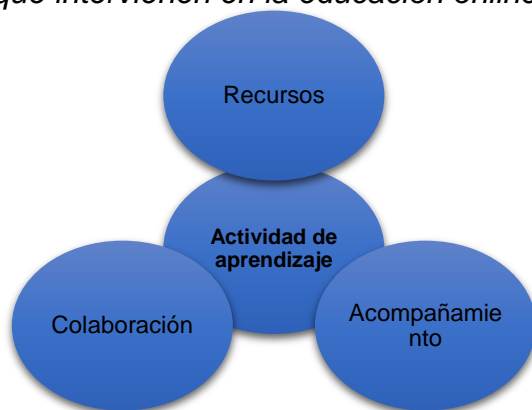 que intervienen en la educación online
Recursos
Actividad de
aprendizaje
Colaboración
Acompañamie
nto